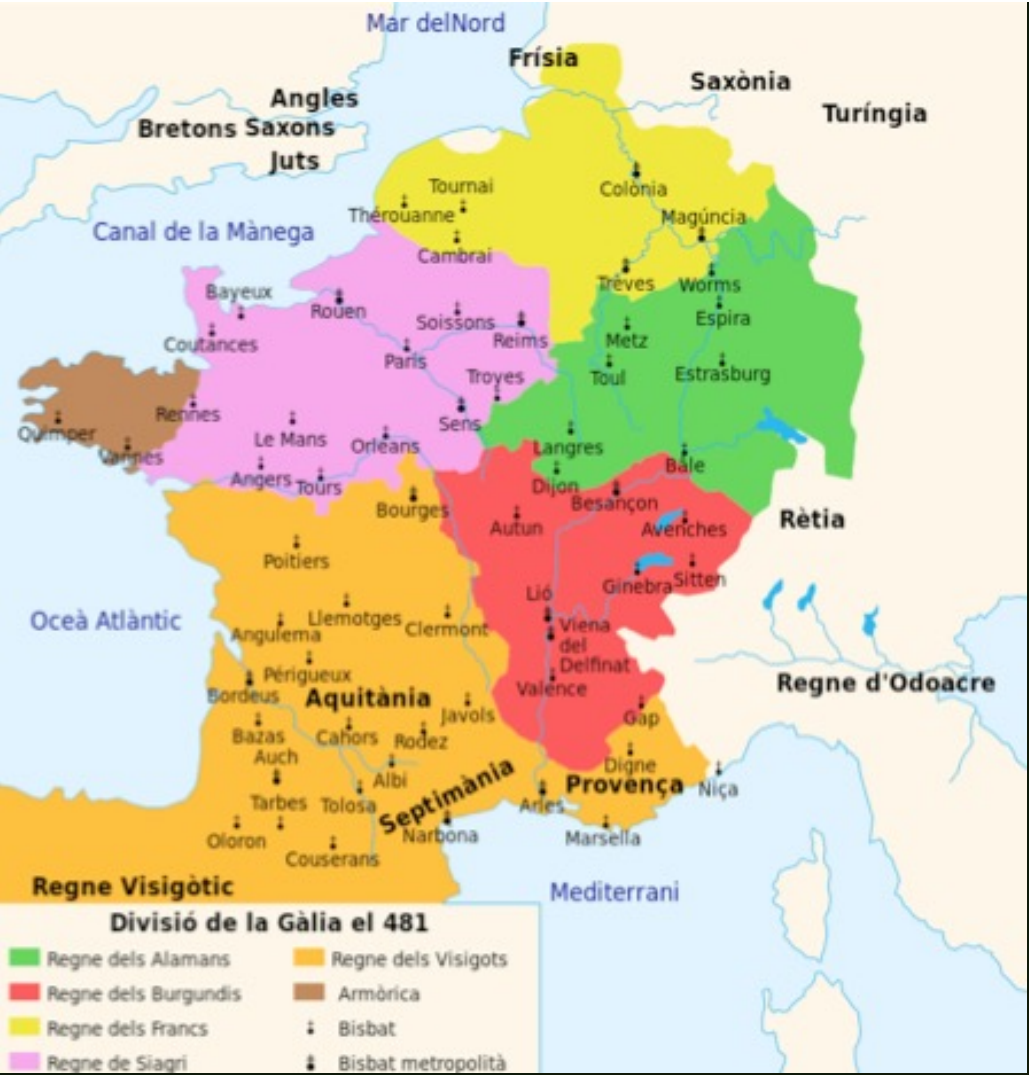 Mar delNord
Frísia
Saxònia
Turíngia
Angles
Bretons Saxons
Juts
Canal de la Mànega
Colònia
Tournai
Thérouanne
Magúncia
Cambrai
Trèves
Worms
Bayeux
Rouen
Soissons
Reims
Espira
Coutances
Paris
Metz
Troyes
Toul
Estrasburg
Quimper
Rennes
Le Mans
Sens
Vannes
Orleans
Langres
Angers
Tours
Dijon
Bâle
Bourges
Besançon
Autun
Avenches
Rètia
Poitiers
Ginebra
Sitten
Lió
Oceà Atlàntic
Angulema
Llemotges
Clermont
Viena
del
Delfinat
Périgueux
Bordeus
Aquitània
Valence
Regne d'Odoacre
Javols
Gap
Bazas
Cahors
Rodez
Auch
Albi
Digne
Provença
Niça
Tarbes
Tolosa
Septimània
Arles
Oloron
Narbona
Marsella
Couserans
Regne Visigòtic
Mediterrani
Divisió de la Gàlia el 481
Regne dels Alamans
Regne dels Visigots
Regne dels Burgundis
Armòrica
Regne dels Francs
Bisbat
Regne de Siagri
Bisbat metropolità